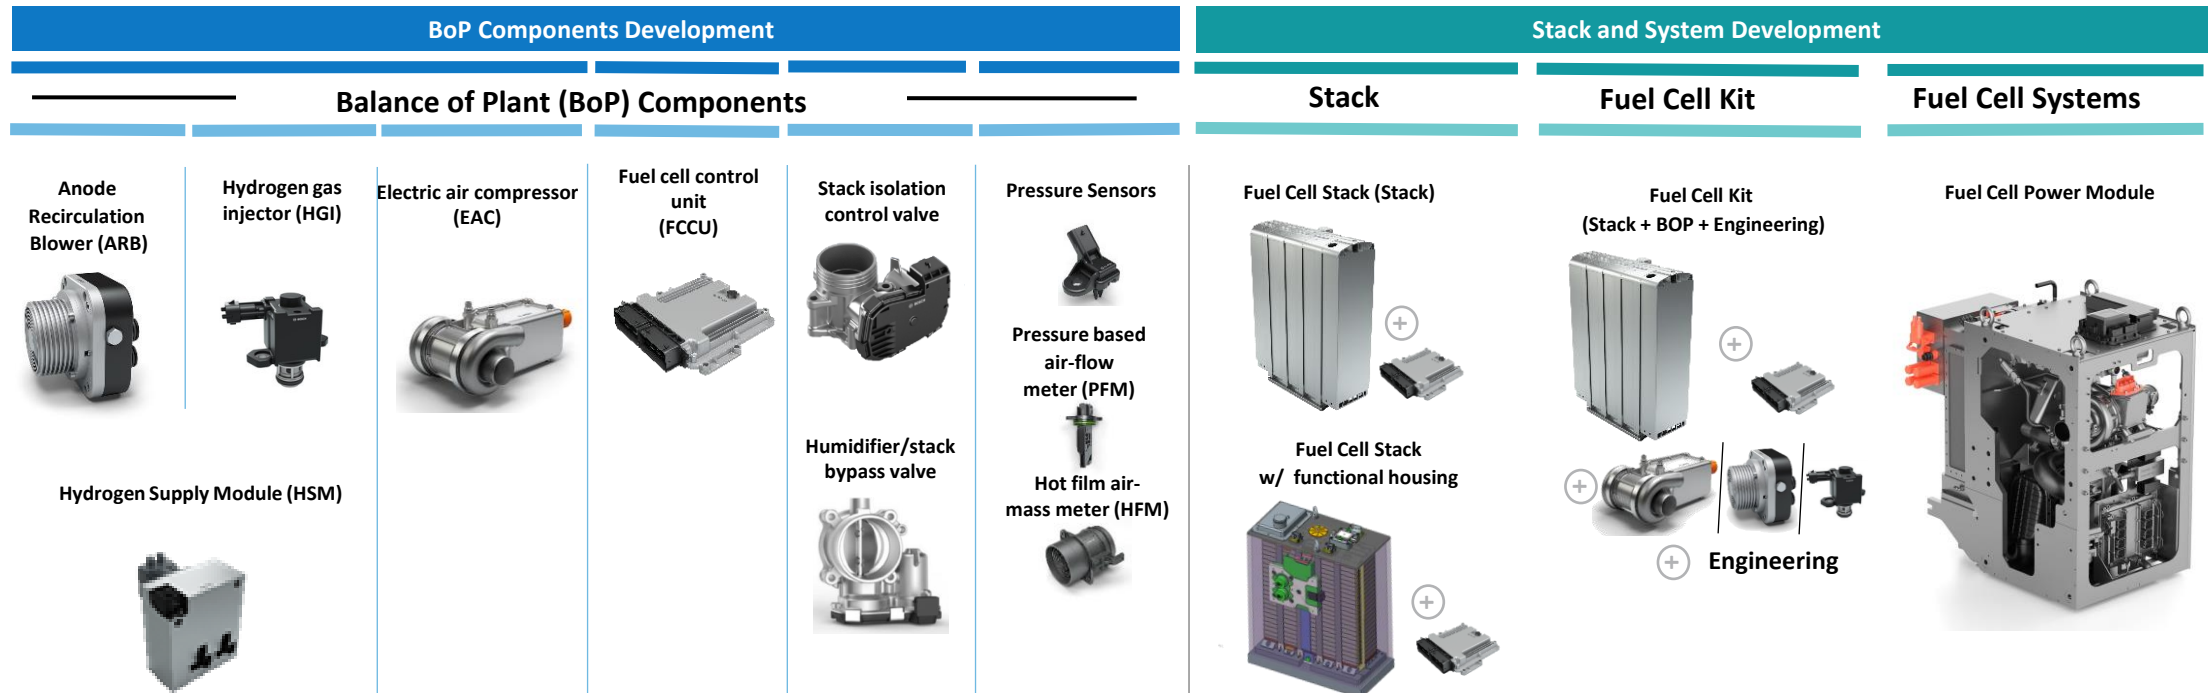 BoP Components Development
Stack and System Development
Balance of Plant (BoP) Components
Stack
Fuel Cell Kit
Fuel Cell Systems
Anode
Recirculation
Blower (ARB)
Hydrogen gas
injector (HGI)
Electric air compressor
(EAC)
Fuel cell control
unit
(FCCU)
Stack isolation
control valve
Pressure Sensors
Fuel Cell Stack (Stack)
Fuel Cell Kit
(Stack + BOP + Engineering)
Fuel Cell Power Module
Pressure based
air-flow
meter (PFM)
Humidifier/stack
bypass valve
Fuel Cell Stack
w/ functional housing
Hydrogen Supply Module (HSM)
Hot film air-
mass meter (HFM)
Engineering